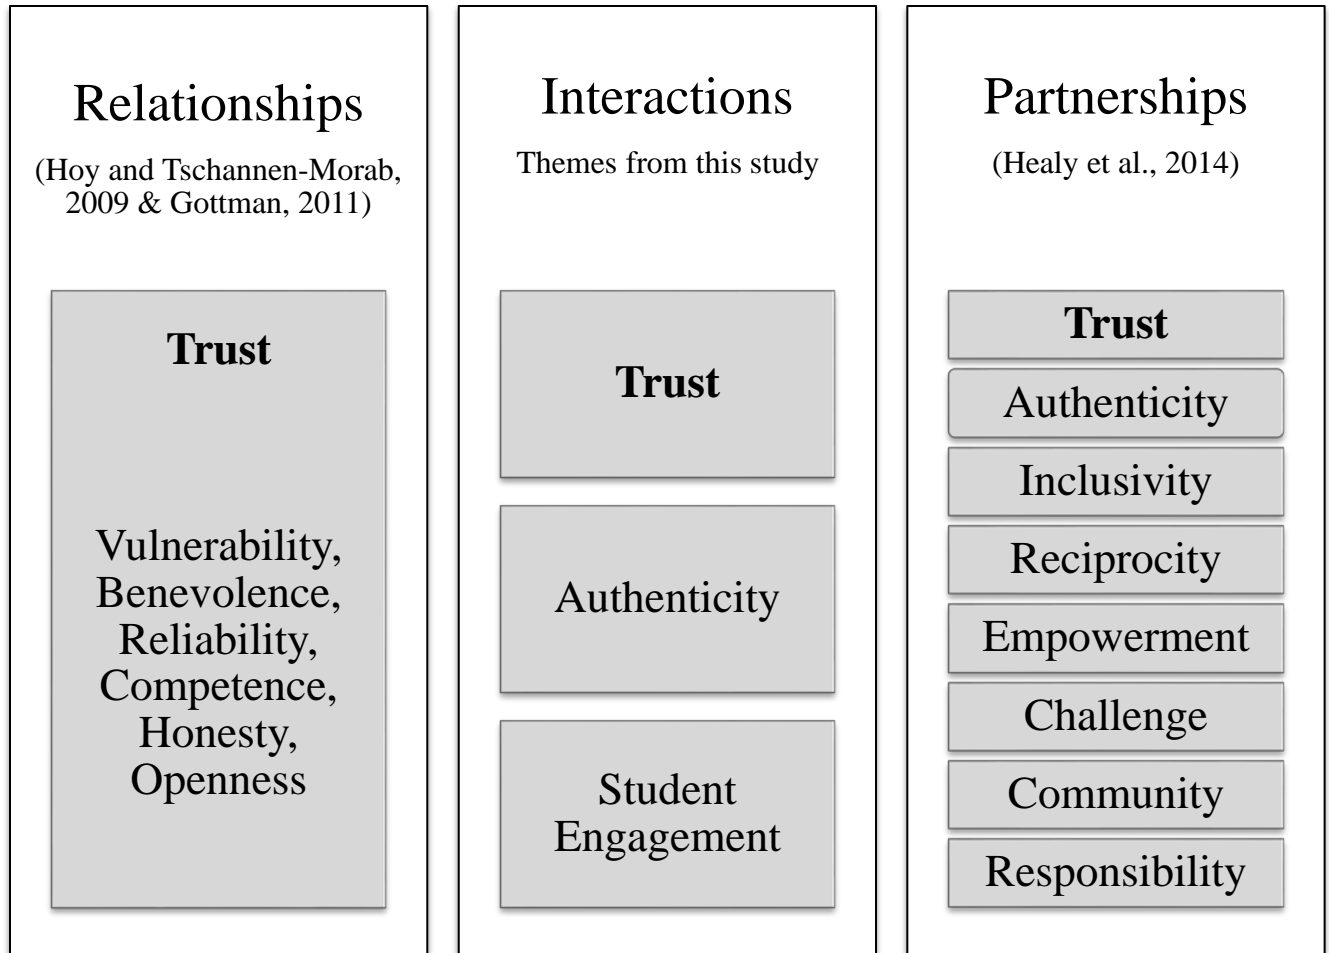 Relationships
(Hoy and Tschannen-Morab,
2009 & Gottman, 2011)
Trust
Vulnerability,
Benevolence,
Reliability,
Competence,
Honesty,
Openness
Interactions
Themes from this study
Trust
Authenticity
Student
Engagement
Partnerships
(Healy et al., 2014)
Trust
Authenticity
Inclusivity
Reciprocity
Empowerment
Challenge
Community
Responsibility